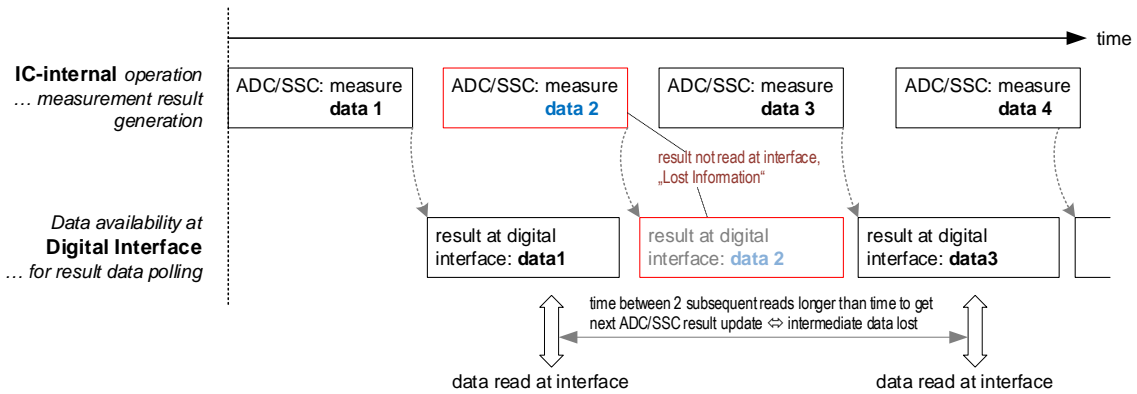 time
IC-internal operation
… measurement result
generation
ADC/SSC: measure
data 1
ADC/SSC: measure
data 2
ADC/SSC: measure
data 3
ADC/SSC: measure
data 4
result not read at interface,
„Lost Information“
Data availability at
Digital Interface
… for result data polling
result at digital
interface: data1
result at digital
interface: data 2
result at digital
interface: data3
time between 2 subsequent reads longer than time to get
next ADC/SSC result update ⇔ intermediate data lost
data read at interface
data read at interface